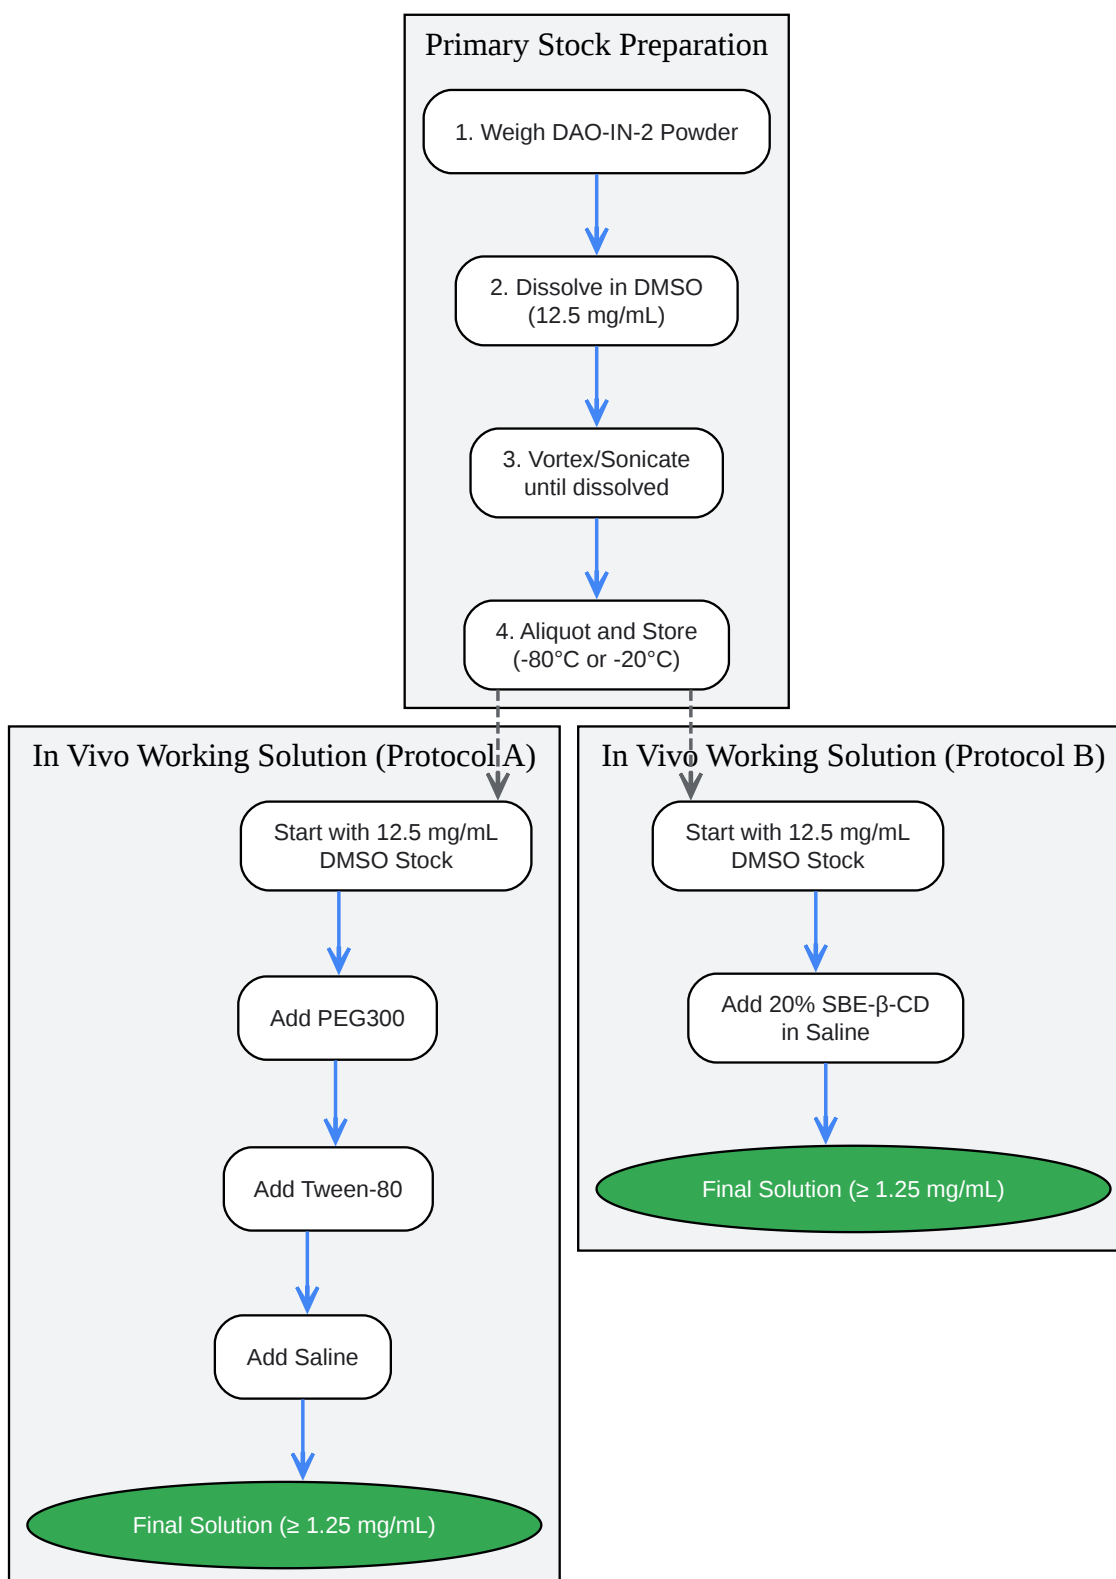 Primary Stock Preparation
1. Weigh DAO-IN-2 Powder
2. Dissolve in DMSO
(12.5 mg/mL)
3. Vortex/Sonicate
until dissolved
4. Aliquot and Store
(-80°C or -20°C)
In Vivo Working Solution (Protocol A)
Start with 12.5 mg/mL
DMSO Stock
Add PEG300
Add Tween-80
Add Saline
Final Solution (≥ 1.25 mg/mL)
In Vivo Working Solution (Protocol B)
Start with 12.5 mg/mL
DMSO Stock
Add 20% SBE-β-CD
in Saline
Final Solution (≥ 1.25 mg/mL)